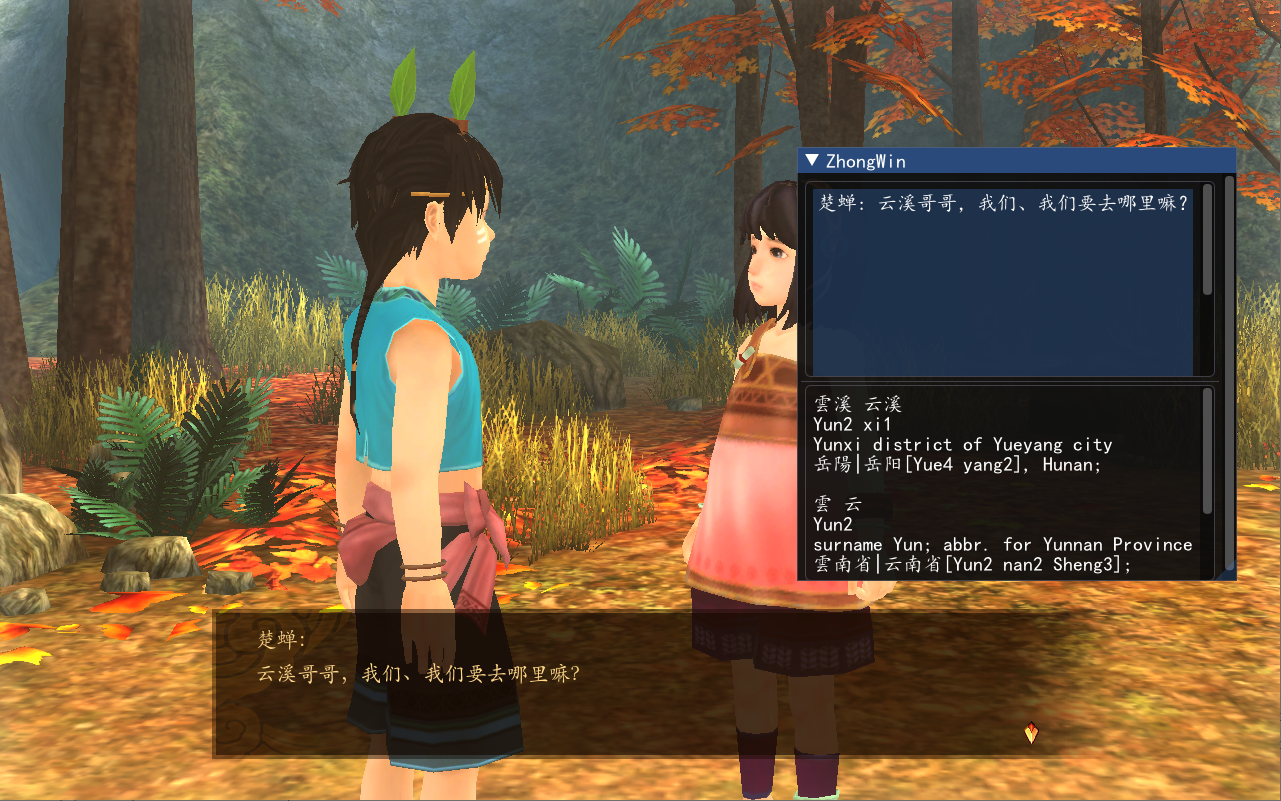 ▼ ZhongWin
楚蝉: 云溪哥哥，我们、我们要去哪里嘛?
雲溪 云溪
Yun2 xi1
Yunxi district of Yueyang city
岳陽|岳阳[Yue4 yang2], Hunan;
雲 云
Yun2
surname Yun; abbr. for Yunnan Province
雲南省|云南省[Yun2 nan2 Sheng3];
楚蝉:
云溪哥哥，我们、我们要去哪里嘛?